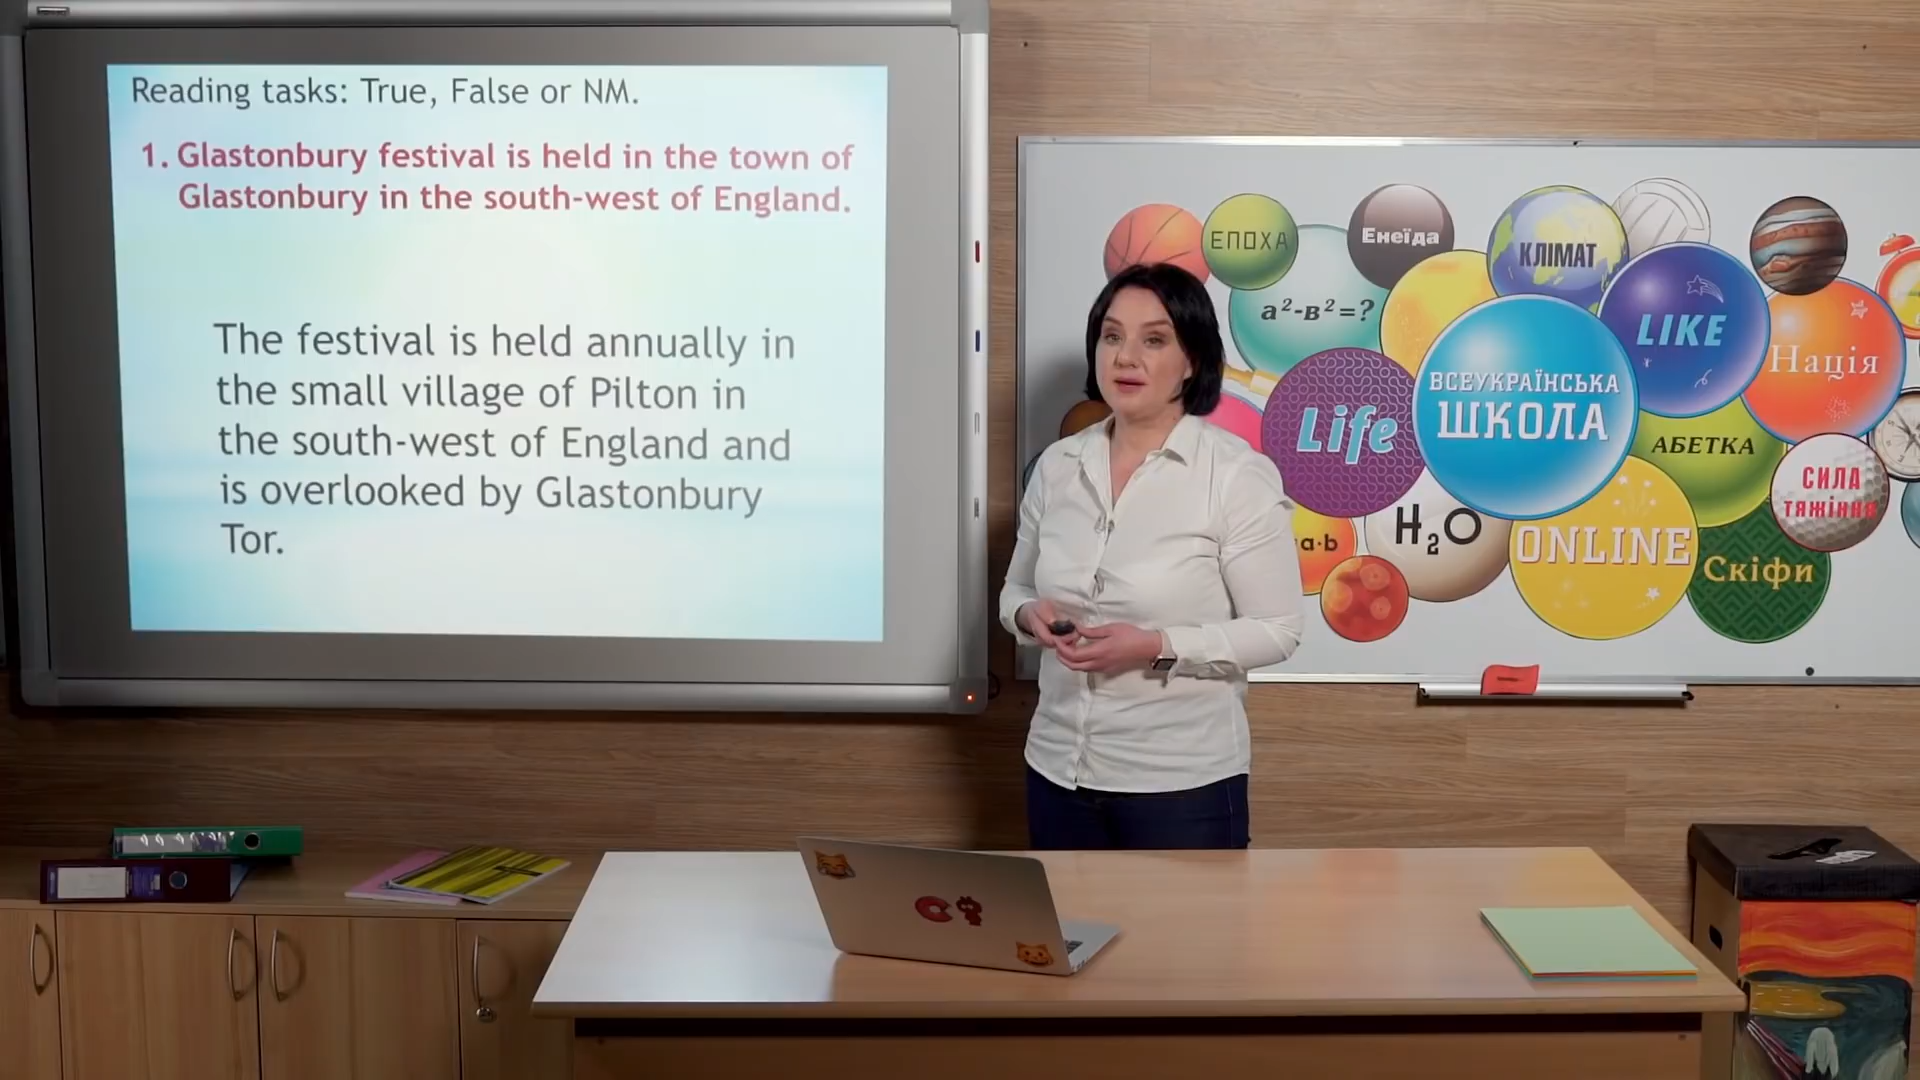 Reading tasks: True, False or NM.
1. Glastonbury festival is held in the town of
Glastonbury in the south-west of England.
The festival is held annually in
the small village of Pilton in
the south-west of England and
is overlooked by Glastonbury
Tor.
ЕПОХА
Енеїда
КЛІМАТ
a²-в²=?
LIKE
Нація
Life
ВСЕУКРАЇНСЬКА
ШКОЛА
АБЕТКА
СИЛА
ТЯЖІННЯ
H₂O
a·b
ONLINE
Скіфи